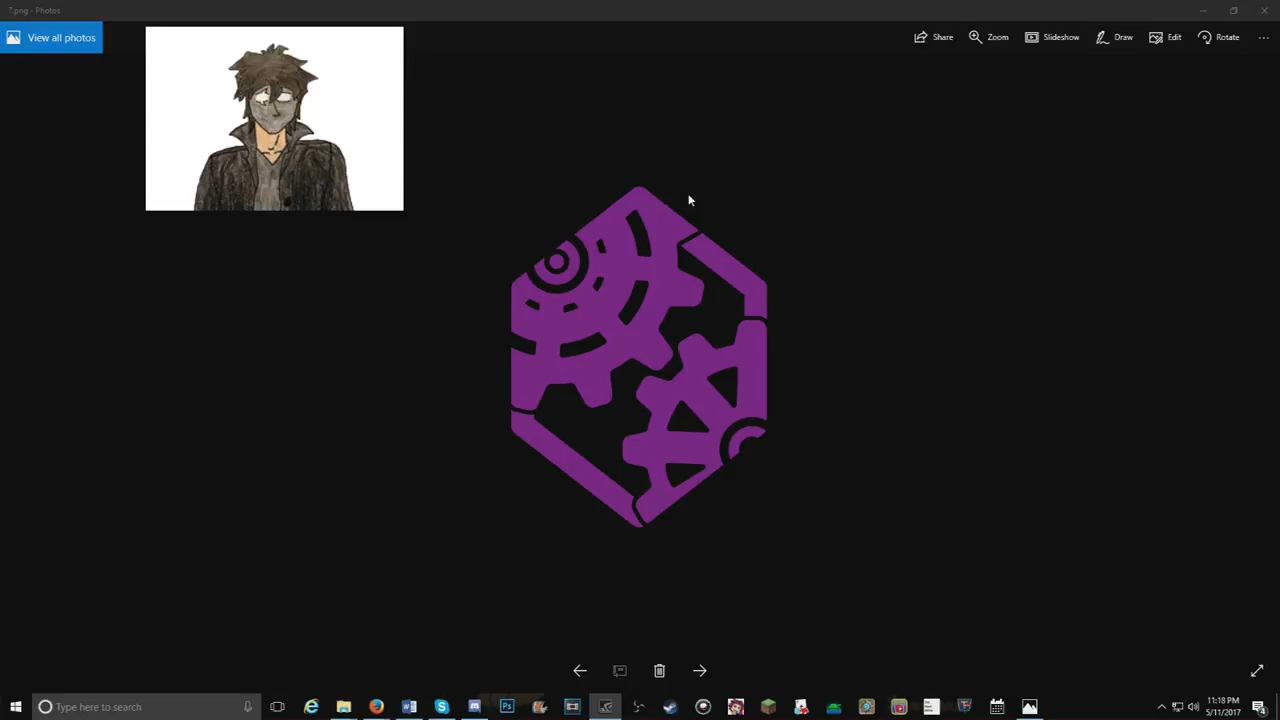 7.png - Photos
View all photos
Share
Zoom
Slideshow
Draw
Edit
Rotate
Type here to search
11:18 PM
5/11/2017